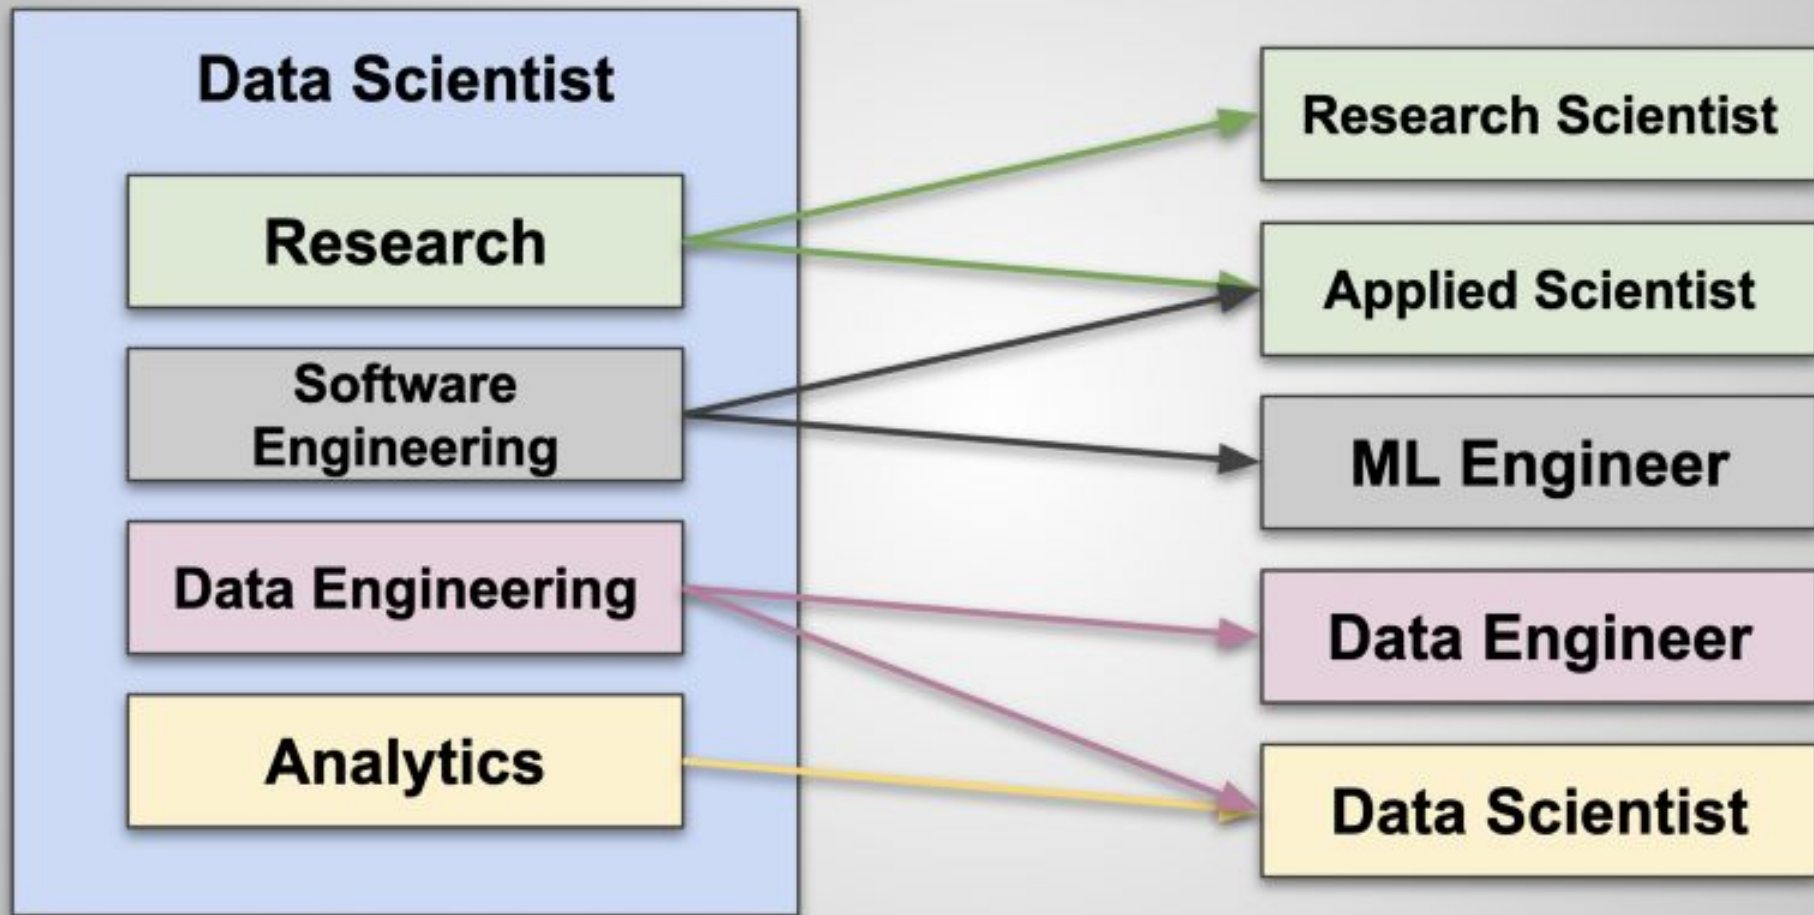 Data Scientist
Research
Software
Engineering
Data Engineering
Analytics
Research Scientist
Applied Scientist
ML Engineer
Data Engineer
Data Scientist